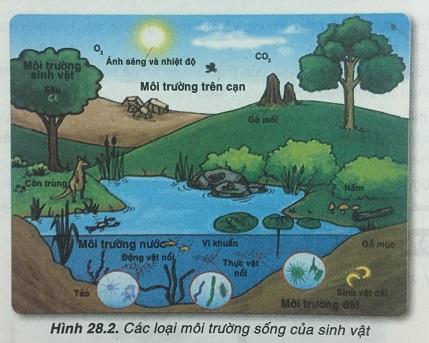 O₂
Ánh sáng và nhiệt độ
CO₂
Môi trường
sinh vật
Sâu
Môi trường trên cạn
Gò mối
Côn trùng
Nấm
Môi trường nước
Động vật nổi
Vi khuẩn
Thực vật
nổi
Gỗ mục
Tảo
Sinh vật đất
Môi trường đất
Hình 28.2. Các loại môi trường sống của sinh vật